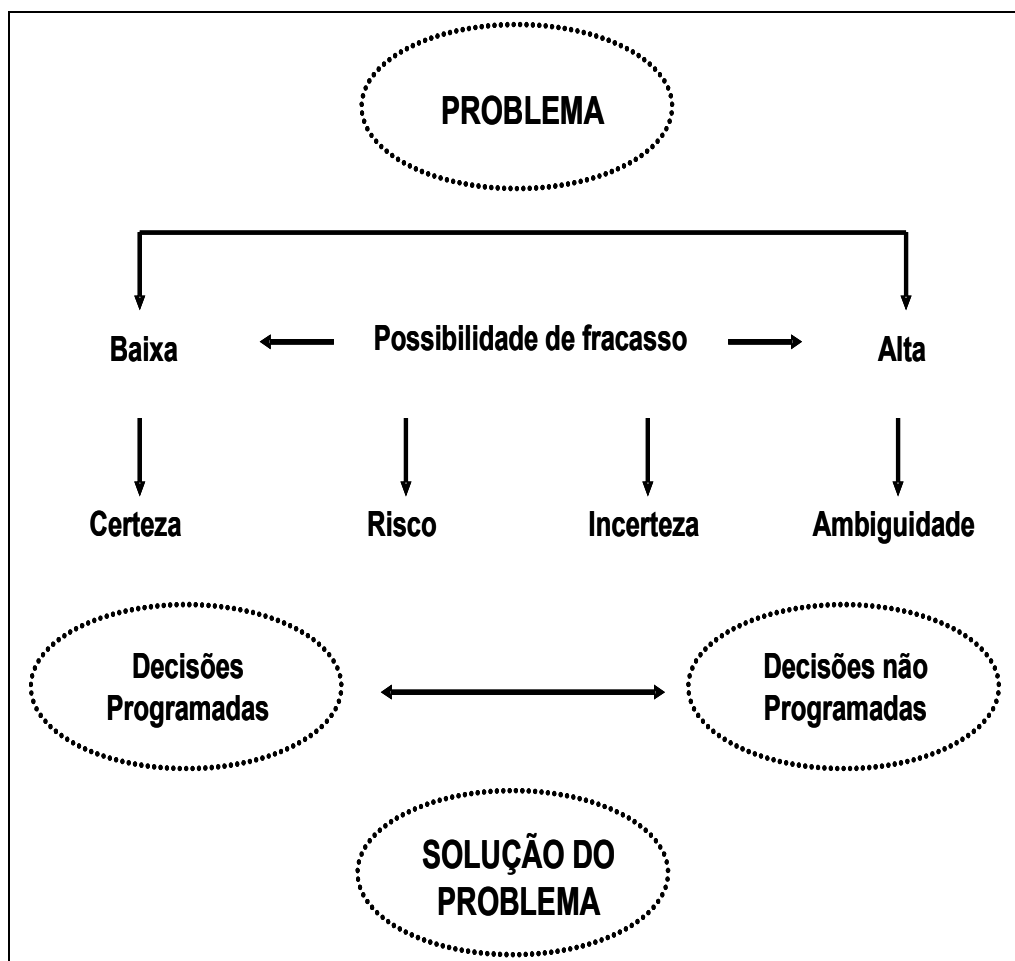 PROBLEMA
Baixa
Possibilidade de fracasso
Alta
Certeza
Risco
Incerteza
Ambiguidade
Decisões
Programadas
Decisões não
Programadas
SOLUÇÃO DO
PROBLEMA